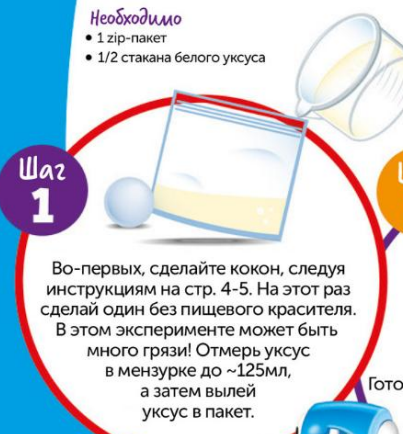 Необходимо
• 1 zip-пакет
• 1/2 стакана белого уксуса
Шаг
1
Во-первых, сделайте кокон, следуя
инструкциям на стр. 4-5. На этот раз
сделай один без пищевого красителя.
В этом эксперименте может быть
много грязи! Отмерь уксус
в мензурке до ~125мл,
а затем вылей
уксус в пакет.